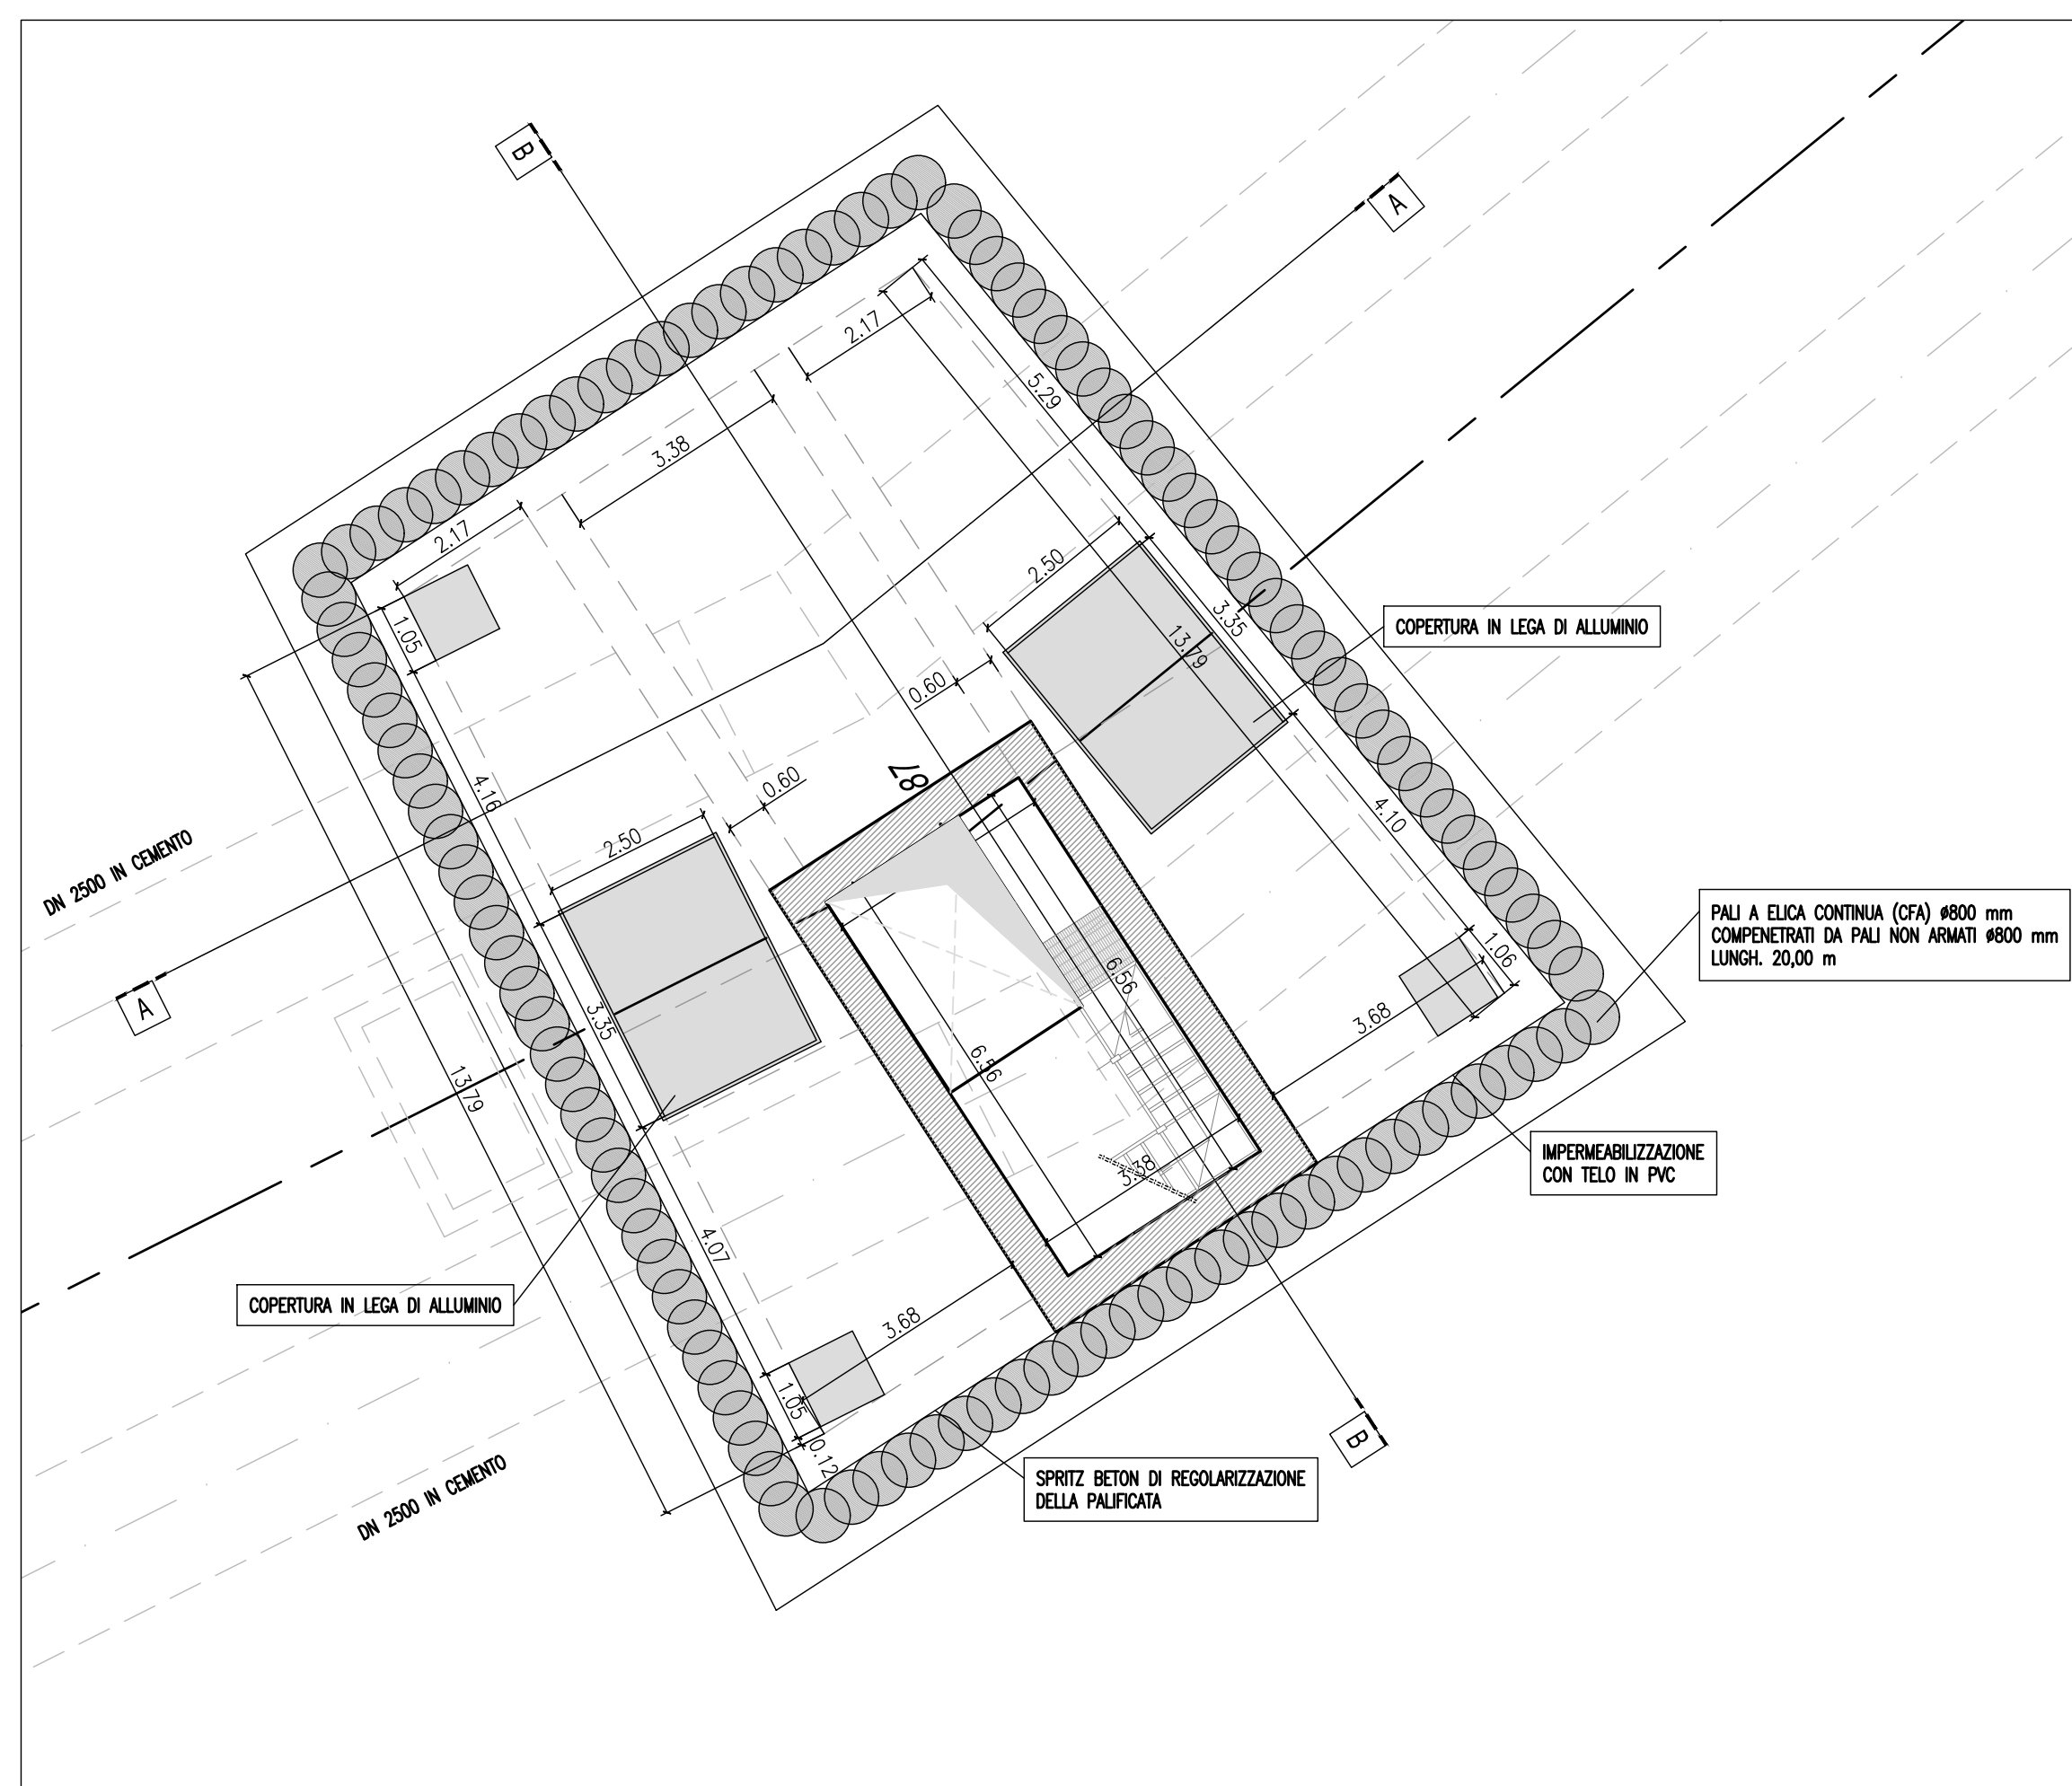 B
A
2.17
5.29
3.38
2.17
2.50
COPERTURA IN LEGA DI ALLUMINIO
3.35
1.05
13.79
0.60
87
0.60
4.16
4.10
2.50
DN 2500 IN CEMENTO
PALI A ELICA CONTINUA (CFA) ø800 mm
COMPENETRATI DA PALI NON ARMATI ø800 mm
LUNGH. 20,00 m
1.06
A
6.56
3.68
3.35
6.56
13.79
IMPERMEABILIZZAZIONE
CON TELO IN PVC
3.38
4.07
COPERTURA IN LEGA DI ALLUMINIO
3.68
1.05
0.12
B
DN 2500 IN CEMENTO
SPRITZ BETON DI REGOLARIZZAZIONE
DELLA PALIFICATA